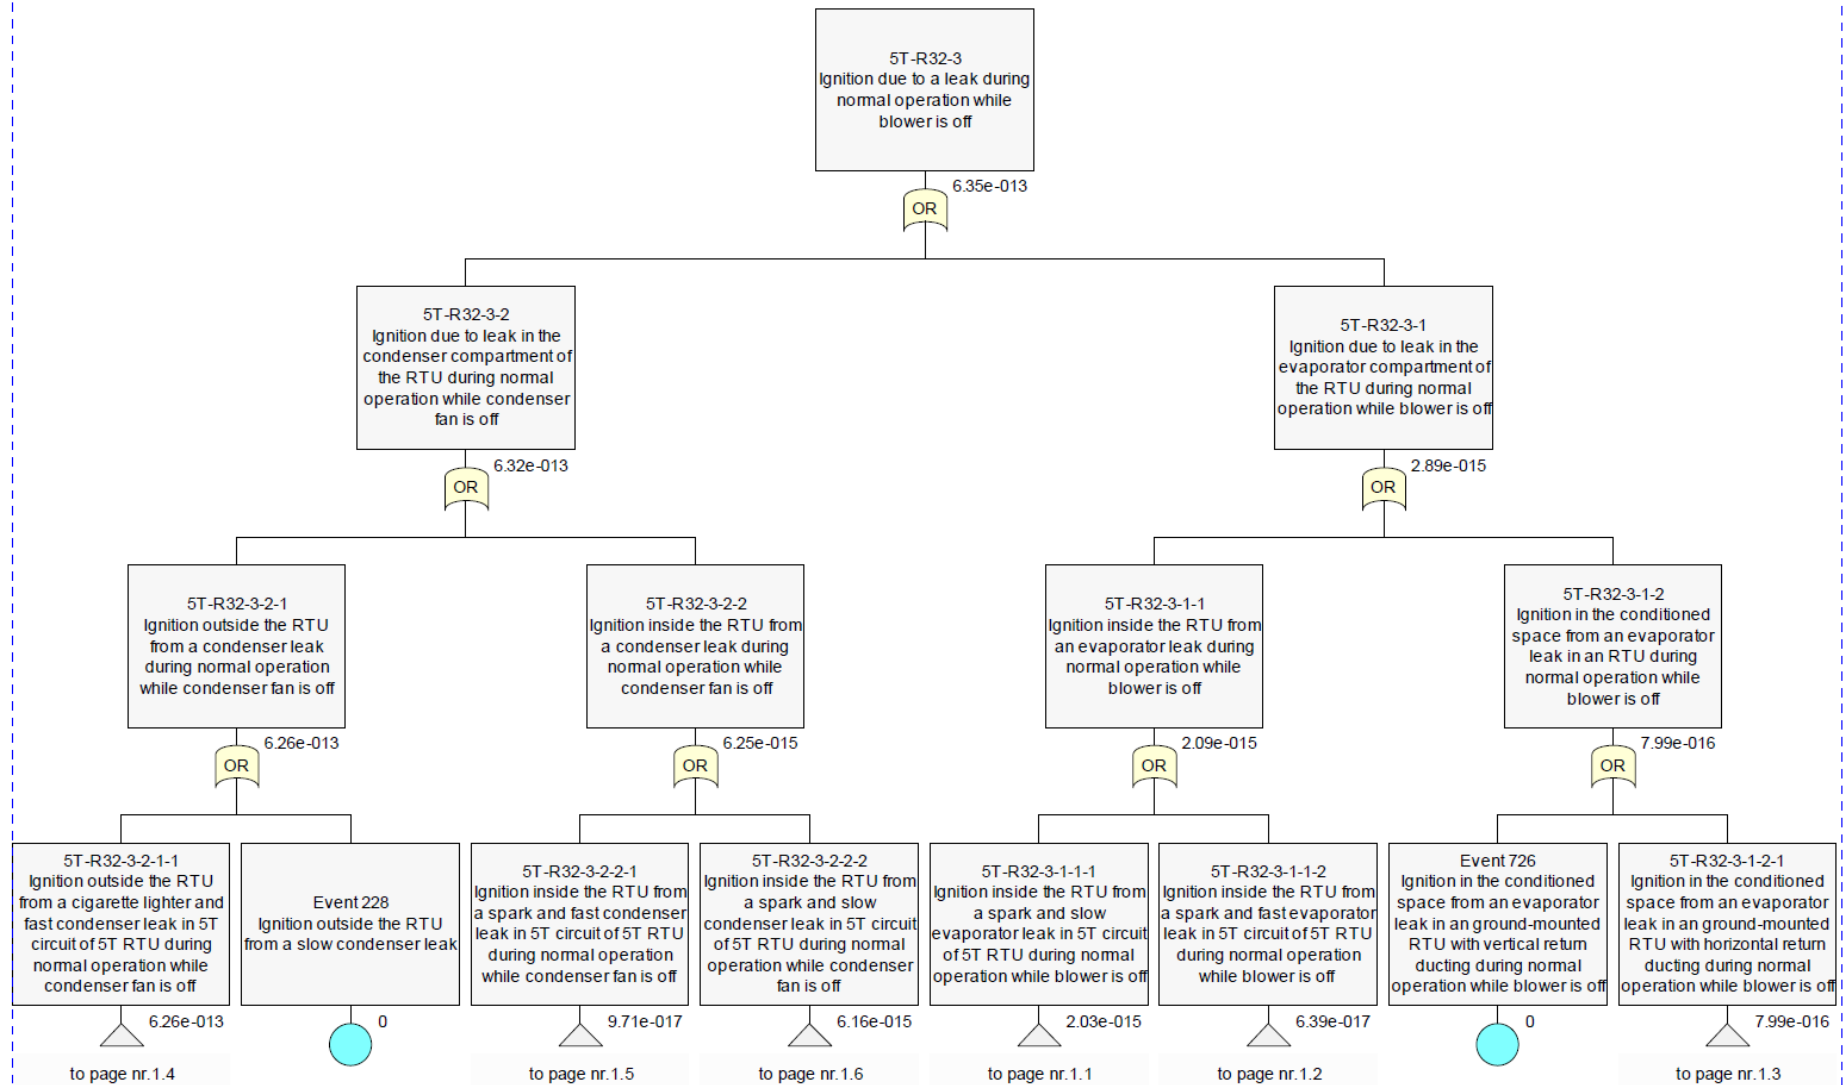 5T-R32-3
Ignition due to a leak during
normal operation while
blower is off
6.35e-013
OR
5T-R32-3-2
Ignition due to leak in the
condenser compartment of
the RTU during normal
operation while condenser
fan is off
6.32e-013
OR
5T-R32-3-1
Ignition due to leak in the
evaporator compartment of
the RTU during normal
operation while blower is off
2.89e-015
OR
5T-R32-3-2-1
Ignition outside the RTU
from a condenser leak
during normal operation
while condenser fan is off
6.26e-013
OR
5T-R32-3-2-2
Ignition inside the RTU from
a condenser leak during
normal operation while
condenser fan is off
6.25e-015
OR
5T-R32-3-1-1
Ignition inside the RTU from
an evaporator leak during
normal operation while
blower is off
2.09e-015
OR
5T-R32-3-1-2
Ignition in the conditioned
space from an evaporator
leak in an RTU during
normal operation while
blower is off
7.99e-016
OR
5T-R32-3-2-1-1
Ignition outside the RTU
from a cigarette lighter and
fast condenser leak in 5T
circuit of 5T RTU during
normal operation while
condenser fan is off
6.26e-013
to page nr.1.4
Event 228
Ignition outside the RTU
from a slow condenser leak
0
5T-R32-3-2-2-1
Ignition inside the RTU from
a spark and fast condenser
leak in 5T circuit of 5T RTU
during normal operation
while condenser fan is off
9.71e-017
to page nr.1.5
5T-R32-3-2-2-2
Ignition inside the RTU from
a spark and slow
condenser leak in 5T circuit
of 5T RTU during normal
operation while condenser
fan is off
6.16e-015
to page nr.1.6
5T-R32-3-1-1-1
Ignition inside the RTU from
a spark and slow
evaporator leak in 5T circuit
of 5T RTU during normal
operation while blower is off
2.03e-015
to page nr.1.1
5T-R32-3-1-1-2
Ignition inside the RTU from
a spark and fast evaporator
leak in 5T circuit of 5T RTU
during normal operation
while blower is off
6.39e-017
to page nr.1.2
Event 726
Ignition in the conditioned
space from an evaporator
leak in an ground-mounted
RTU with vertical return
ducting during normal
operation while blower is off
0
5T-R32-3-1-2-1
Ignition in the conditioned
space from an evaporator
leak in an ground-mounted
RTU with horizontal return
ducting during normal
operation while blower is off
7.99e-016
to page nr.1.3